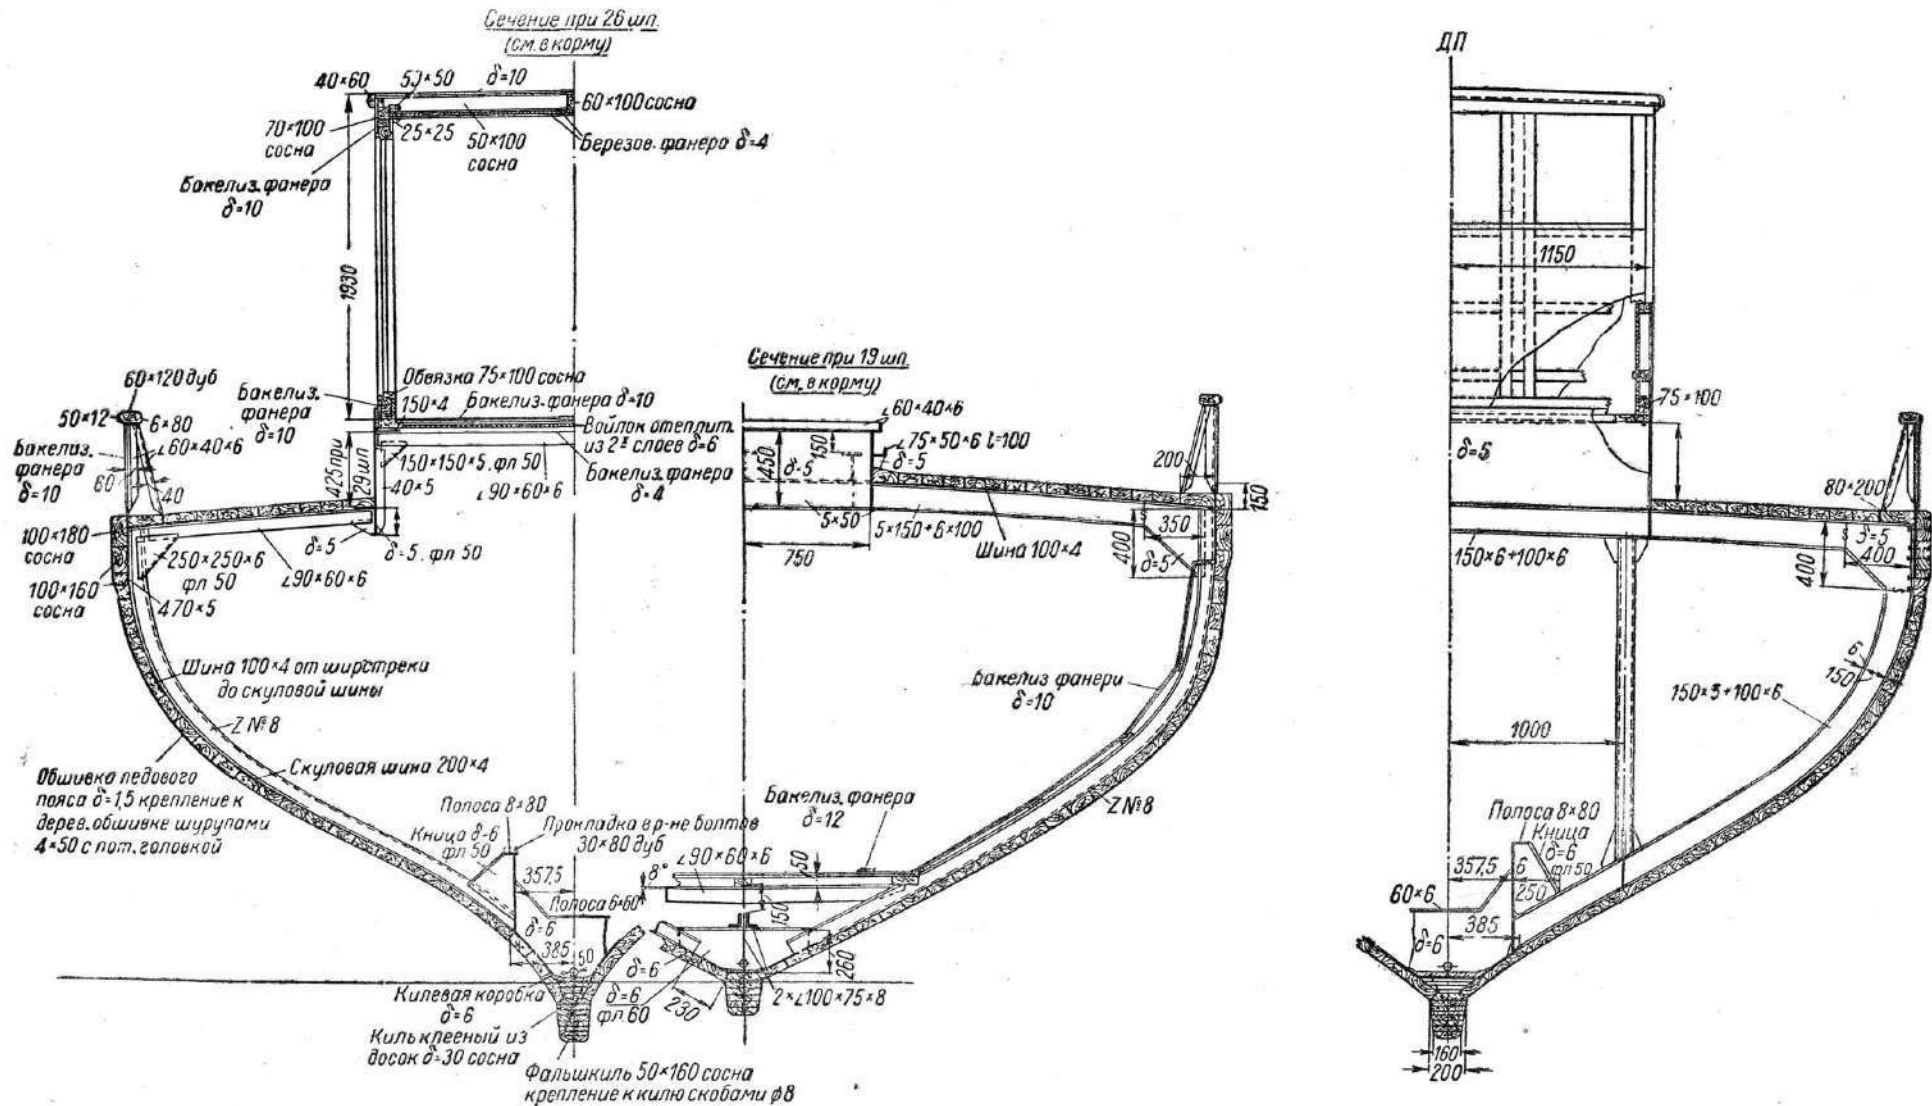 Сечение при 26 шп.
(см. в корму)
40×60
50×50
δ=10
60×100 сосна
70×100
сосна
25×25
50×100
сосна
Березов. фанера δ=4
Бакелиз. фанера
δ=10
1930
60×120 дуб
50×12
6×80
∠60×40×6
Бакелиз.
фанера
δ=10
60
40
Бакелиз.
фанера
δ=10
Обвязка 75×100 сосна
150×4
Бакелиз. фанера δ=10
Войлок отеплит.
из 2х слоев δ=6
Бакелиз. фанера
δ=4
425 при
29 шп
150×150×5. фл 50
40×5
∠90×60×6
100×180
сосна
100×160
сосна
250×250×6
фл 50
470×5
∠90×60×6
δ=5
δ=5. фл 50
Шина 100×4 от ширстреки
до скуловой шины
Z №8
Скуловая шина 200×4
Обшивка ледового
пояса δ=1,5 крепление к
дерев. обшивке шурупами
4×50 с пот. головкой
Полоса 8×80
Кница δ-6
фл 50
Прокладка в р-не болтов
30×80 дуб
357,5
Полоса 6×60
δ=6
385
50
Килевая коробка
δ=6
Киль клееный из
досок δ=30 сосна
Фальшкиль 50×160 сосна
крепление к килю скобами ф8
Сечение при 19 шп.
(см. в корму)
∠60×40×6
450
150
δ=5
∠75×50×6 ℓ=100
δ=5
200
150
5×50
5×150+6×100
Шина 100×4
350
400
δ=5
750
Бакелиз фанери
δ=10
Z №8
Бакелиз. фанера
δ=12
∠90×60×6
8°
50
150
δ=6
δ=6
фл. 60
230
260
2×∠100×75×8
ДП
1150
75×100
δ=5
80×200
δ=5
400
400
150×6+100×6
6
150
150×5+100×6
1000
Полоса 8×80
Кница
δ=6
фл 50
357,5
6
250
60×6
385
δ=6
160
200